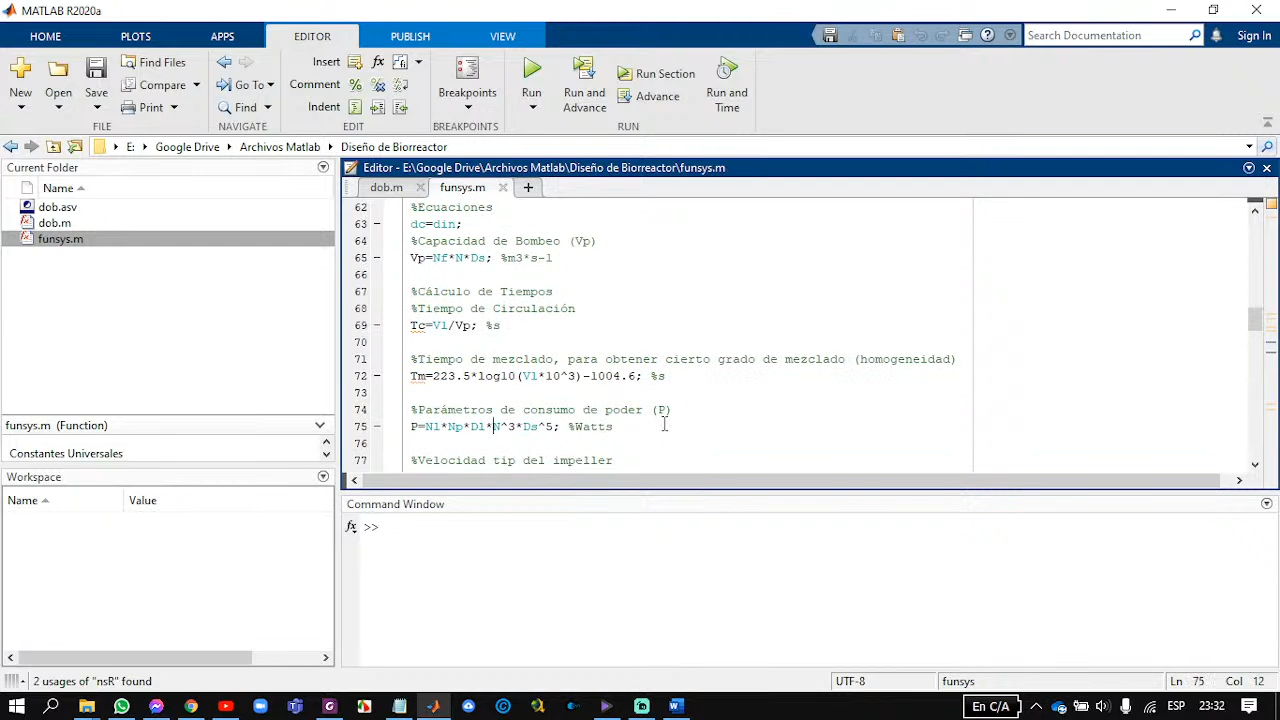 MATLAB R2020a
HOME PLOTS APPS EDITOR PUBLISH VIEW
Search Documentation
Sign In
New Open Save
Find Files
Compare
Print
Go To
Find
Insert
Comment
Indent
Breakpoints
Run
Run and Advance
Run Section
Advance
Run and Time
FILE NAVIGATE EDIT BREAKPOINTS RUN
E: Google Drive Archivos Matlab Diseño de Biorreactor
Current Folder
Name
dob.asv
dob.m
funsys.m
funsys.m (Function)
Constantes Universales
Workspace
Name Value
Editor - E:\Google Drive\Archivos Matlab\Diseño de Biorreactor\funsys.m
dob.m funsys.m
62 %Ecuaciones
63 dc=din;
64 %Capacidad de Bombeo (Vp)
65 Vp=Nf*N*Ds; %m3*s-1
66
67 %Cálculo de Tiempos
68 %Tiempo de Circulación
69 Tc=Vl/Vp; %s
70
71 %Tiempo de mezclado, para obtener cierto grado de mezclado (homogeneidad)
72 Tm=223.5*log10(Vl*10^3)-1004.6; %s
73
74 %Parámetros de consumo de poder (P)
75 P=Nl*Np*Dl*N^3*Ds^5; %Watts
76
77 %Velocidad tip del impeller
Command Window
fx >>
2 usages of "nsR" found
UTF-8 funsys Ln 75 Col 12
En C/A ESP 23:32